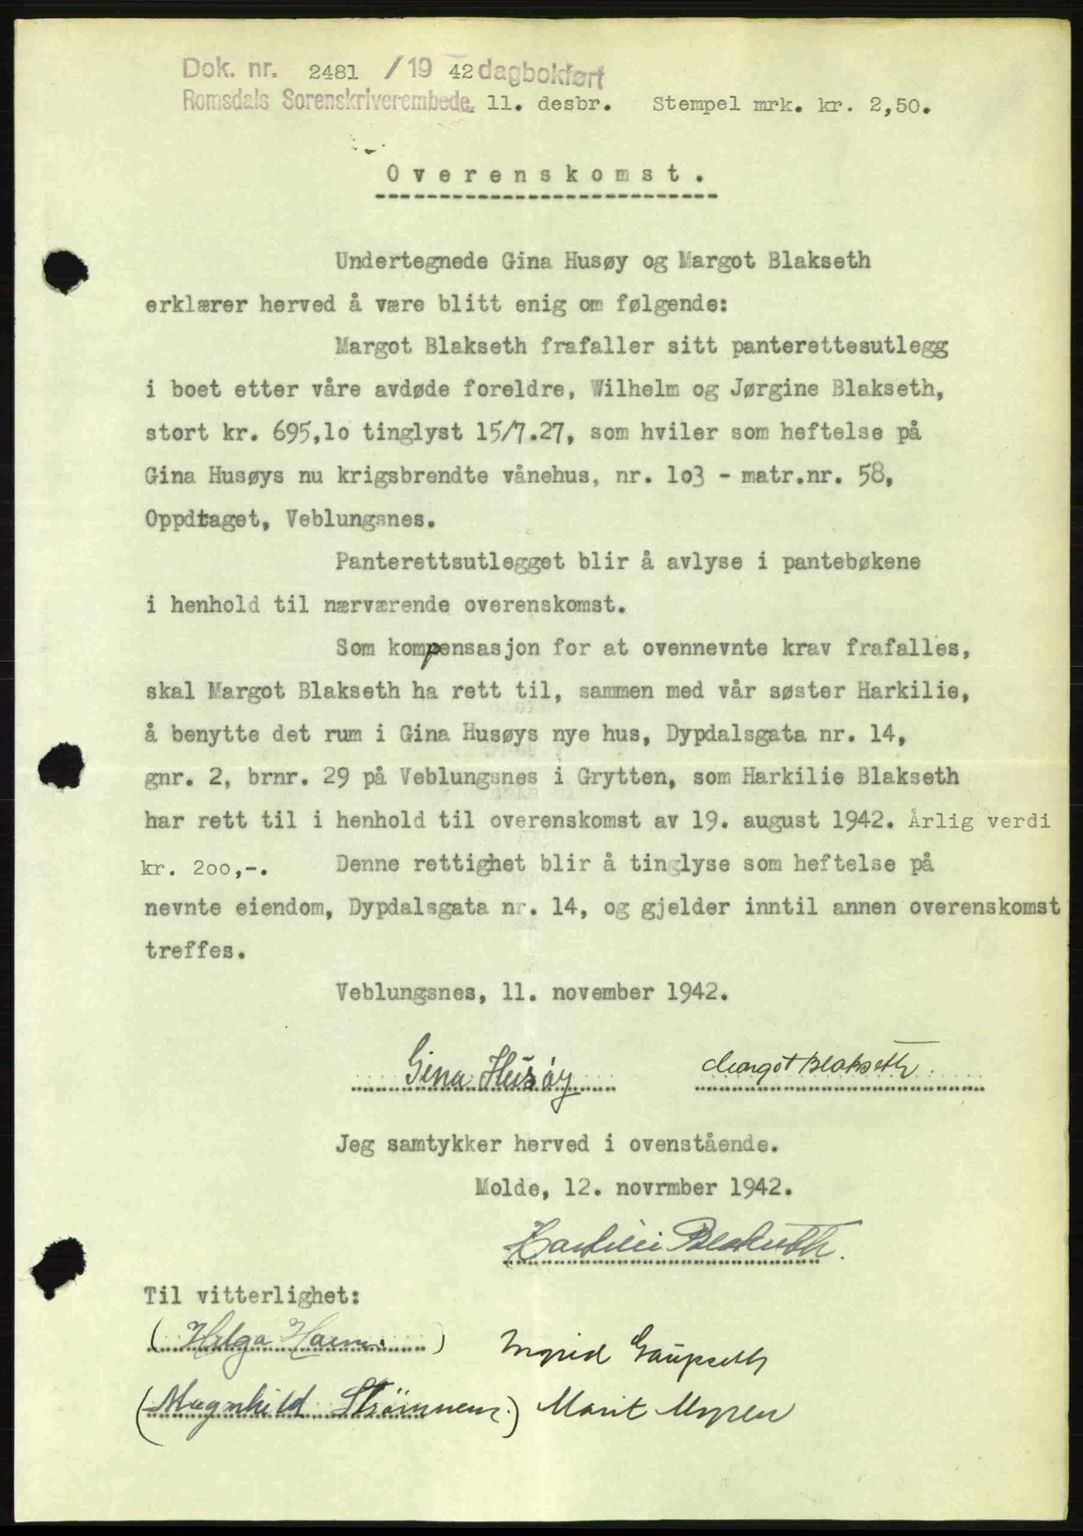 Dok. nr. 2481 /19 42 dagbokført
Romsdals Sorenskriverembede. 11. desbr. Stempel mrk. kr. 2,50.
Overenskomst.
Undertegnede Gina Husøy og Margot Blakseth
erklærer herved å være blitt enig om følgende:
Margot Blakseth frafaller sitt panterettesutlegg
i boet etter våre avdøde foreldre, Wilhelm og Jørgine Blakseth,
stort kr. 695,lo tinglyst 15/7.27, som hviler som heftelse på
Gina Husøys nu krigsbrendte vånehus, nr. lo3 - matr.nr. 58,
Oppdtaget, Veblungsnes.
Panterettsutlegget blir å avlyse i pantebøkene
i henhold til nærværende overenskomst.
Som kompensasjon for at ovennevnte krav frafalles,
skal Margot Blakseth ha rett til, sammen med vår søster Harkilie,
å benytte det rum i Gina Husøys nye hus, Dypdalsgata nr. 14,
gnr. 2, brnr. 29 på Veblungsnes i Grytten, som Harkilie Blakseth
har rett til i henhold til overenskomst av 19. august 1942. Årlig verdi
kr. 2oo,-. Denne rettighet blir å tinglyse som heftelse på
nevnte eiendom, Dypdalsgata nr. 14, og gjelder inntil annen overenskomst
treffes.
Veblungsnes, 11. november 1942.
Gina Husøy Margot Blakseth
Jeg samtykker herved i ovenstående.
Molde, 12. novrmber 1942.
Harkilie Blakseth.
Til vitterlighet:
(Helga ) Ingrid Gaupseth
(Magnhild Strömnes.) Marit Myren